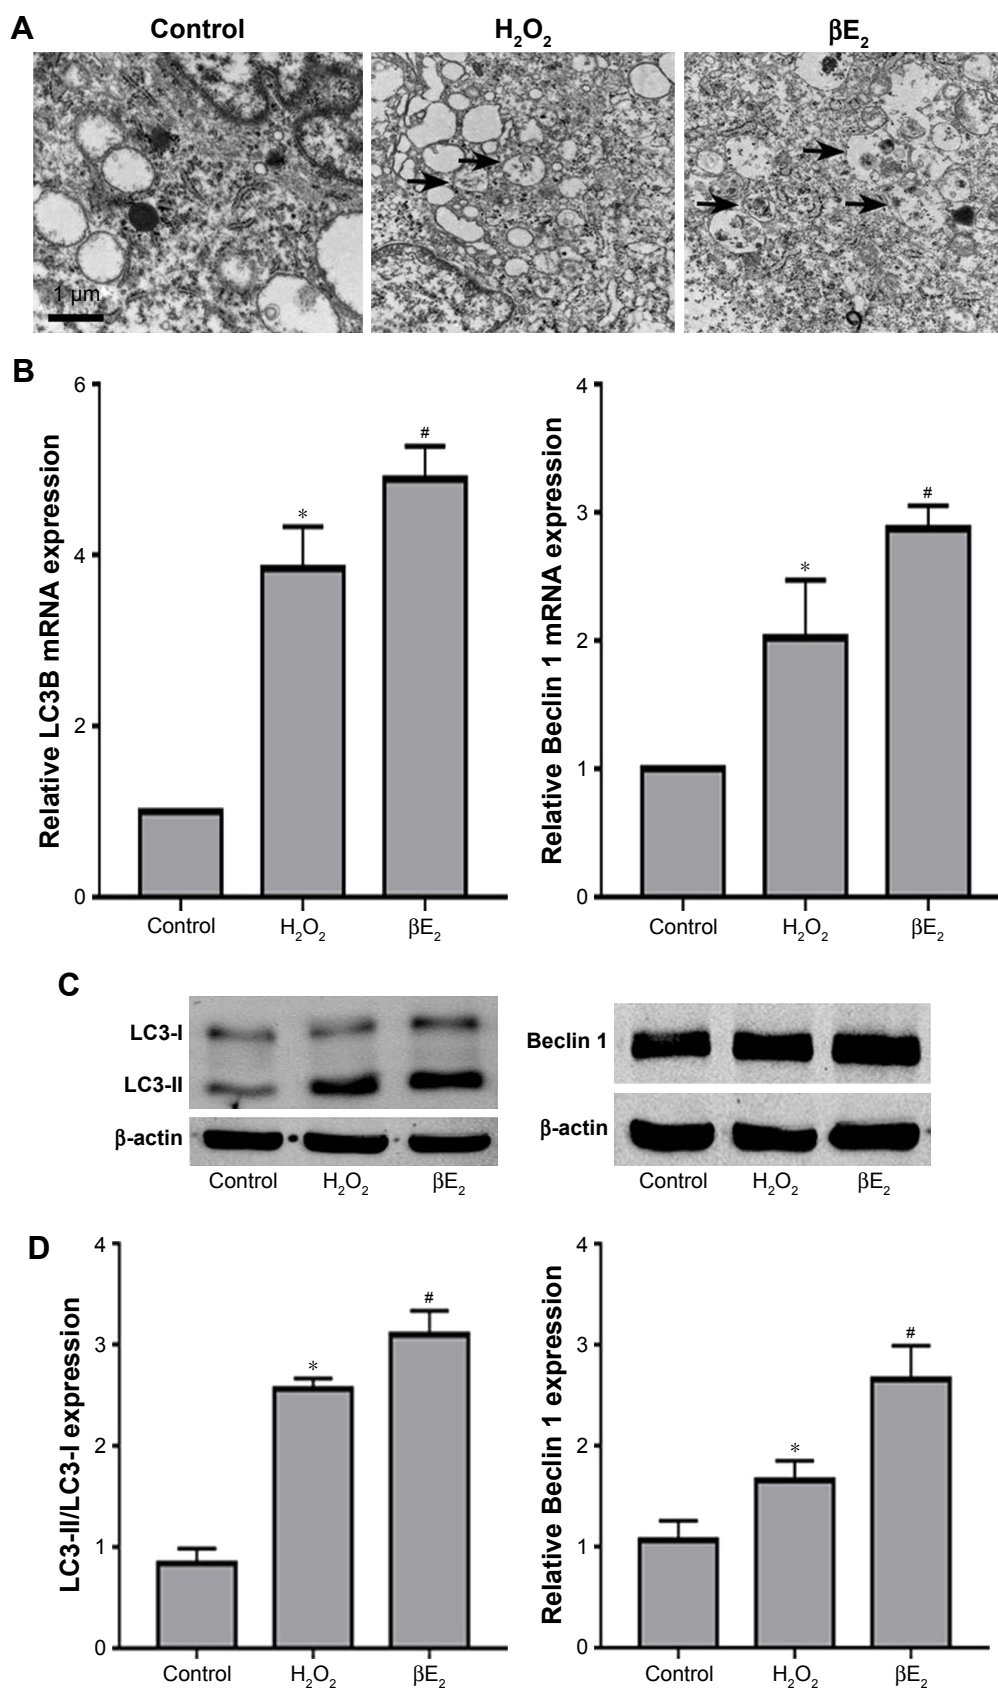 A
Control
H₂O₂
βE₂
1 µm
B
Relative LC3B mRNA expression
6
4
2
0
*
#
Control
H₂O₂
βE₂
Relative Beclin 1 mRNA expression
4
3
2
1
0
*
#
Control
H₂O₂
βE₂
C
LC3-I
LC3-II
β-actin
Control
H₂O₂
βE₂
Beclin 1
β-actin
Control
H₂O₂
βE₂
D
LC3-II/LC3-I expression
4
3
2
1
0
*
#
Control
H₂O₂
βE₂
Relative Beclin 1 expression
4
3
2
1
0
*
#
Control
H₂O₂
βE₂